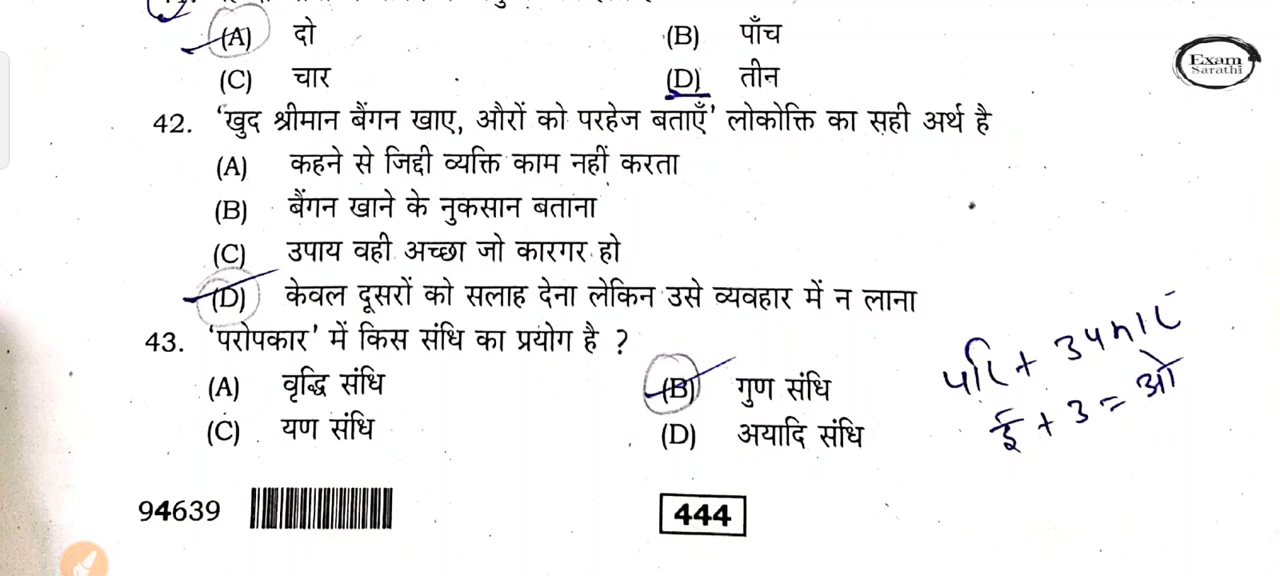 (A) दो (B) पाँच
Exam
Sarathi
(C) चार (D) तीन
42. ‘खुद श्रीमान बैंगन खाए, औरों को परहेज बताएँ’ लोकोक्ति का सही अर्थ है
(A) कहने से जिद्दी व्यक्ति काम नहीं करता
(B) बैंगन खाने के नुकसान बताना
(C) उपाय वही अच्छा जो कारगर हो
(D) केवल दूसरों को सलाह देना लेकिन उसे व्यवहार में न लाना
43. ‘परोपकार’ में किस संधि का प्रयोग है ?
(A) वृद्धि संधि (B) गुण संधि
(C) यण संधि (D) अयादि संधि
परि + उपकार
ई + उ = ओ
94639 444